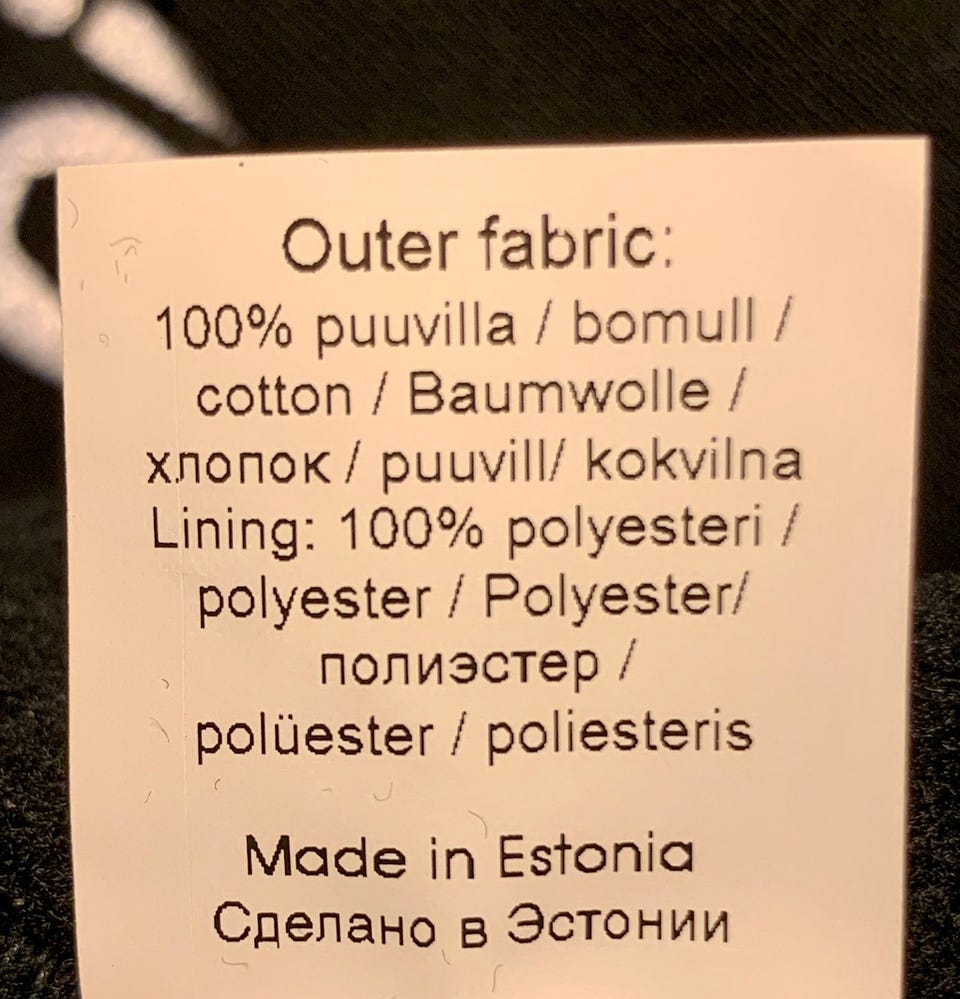 Outer fabric:
100% puuvilla / bomull /
cotton / Baumwolle /
хлопок / puuvill/ kokvilna
Lining: 100% polyesteri /
polyester / Polyester/
полиэстер /
polüester / poliesteris
Made in Estonia
Сделано в Эстонии